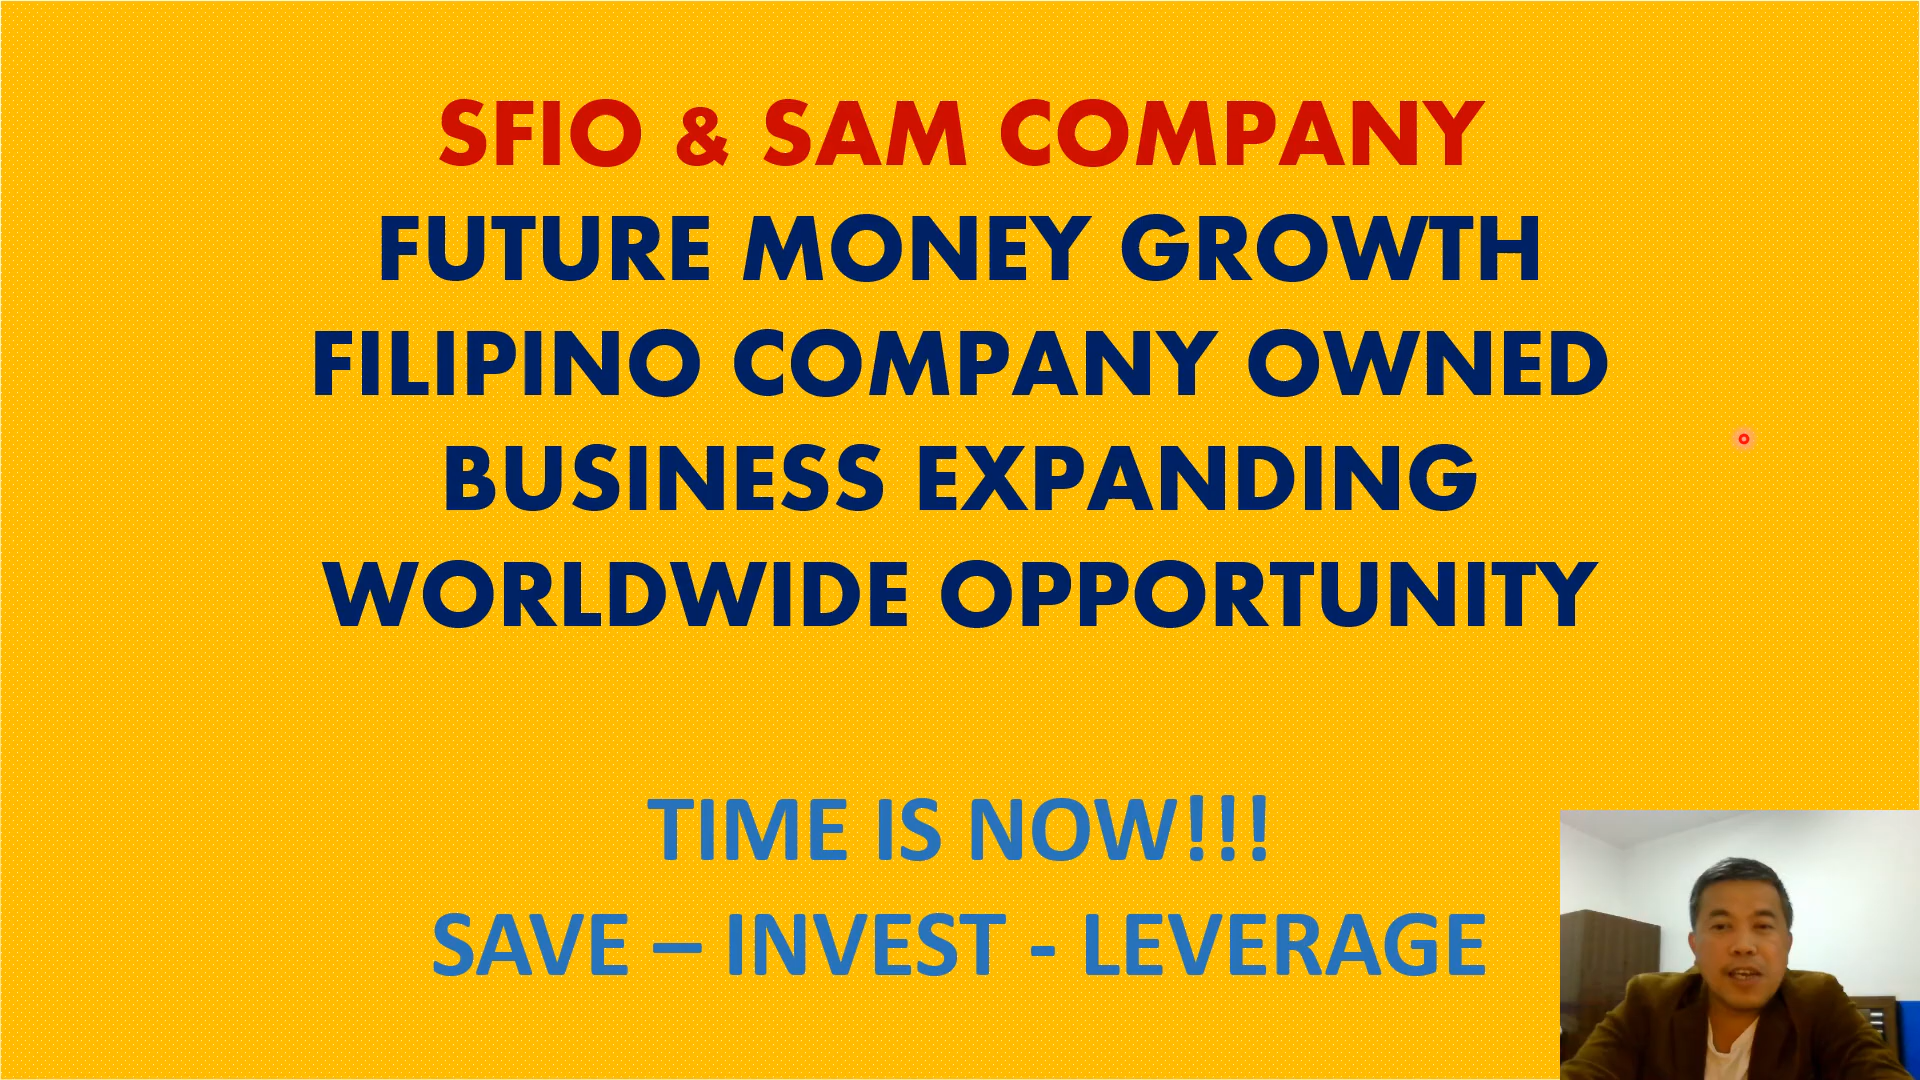 SFIO & SAM COMPANY
FUTURE MONEY GROWTH
FILIPINO COMPANY OWNED
BUSINESS EXPANDING
WORLDWIDE OPPORTUNITY
TIME IS NOW!!!
SAVE – INVEST - LEVERAGE